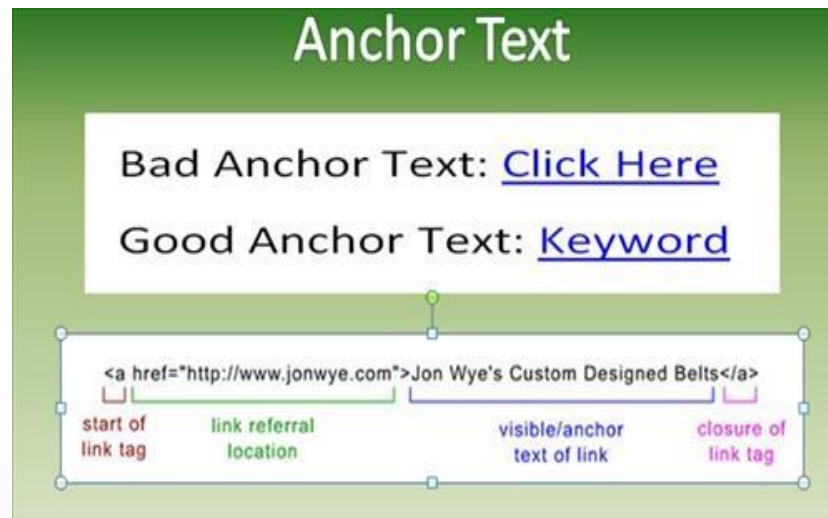 Anchor Text
Bad Anchor Text: Click Here
Good Anchor Text: Keyword
<a href="http://www.jonwye.com">Jon Wye's Custom Designed Belts</a>
start of
link tag
link referral
location
visible/anchor
text of link
closure of
link tag